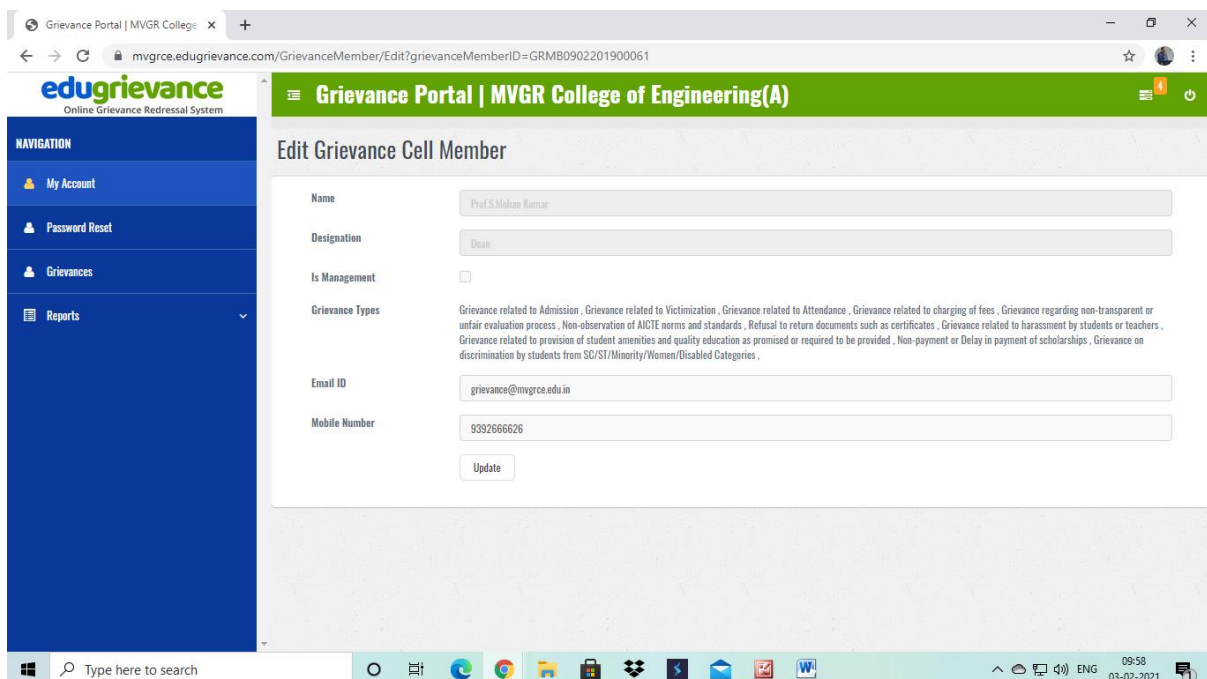 Grievance Portal | MVGR College
mvgrce.edugrievance.com/GrievanceMember/Edit?grievanceMemberID=GRMB0902201900061
edugrievance
Online Grievance Redressal System
Grievance Portal | MVGR College of Engineering(A)
4
NAVIGATION
My Account
Password Reset
Grievances
Reports
Edit Grievance Cell Member
Name
Prof.S.Mohan Kumar
Designation
Dean
Is Management
Grievance Types
Grievance related to Admission , Grievance related to Victimization , Grievance related to Attendance , Grievance related to charging of fees , Grievance regarding non-transparent or
unfair evaluation process , Non-observation of AICTE norms and standards , Refusal to return documents such as certificates , Grievance related to harassment by students or teachers ,
Grievance related to provision of student amenities and quality education as promised or required to be provided , Non-payment or Delay in payment of scholarships , Grievance on
discrimination by students from SC/ST/Minority/Women/Disabled Categories ,
Email ID
grievance@mvgrce.edu.in
Mobile Number
9392666626
Update
Type here to search
ENG
09:58
03-02-2021